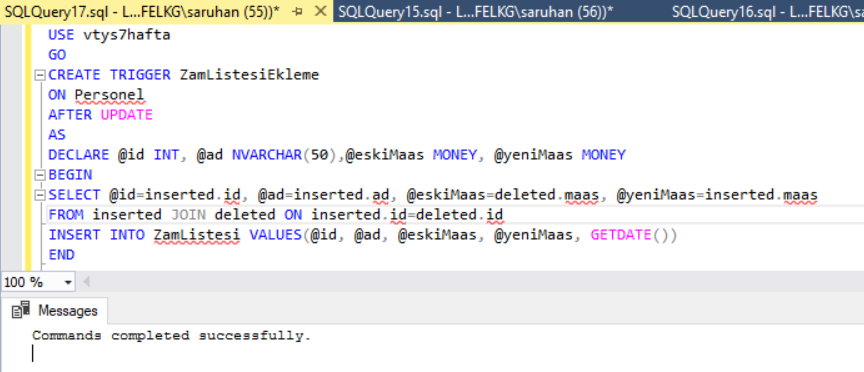 SQLQuery17.sql - L...FELKG\saruhan (55))* SQLQuery15.sql - L...FELKG\saruhan (56))* SQLQuery16.sql - L...FELKG\sa
USE vtys7hafta
GO
CREATE TRIGGER ZamListesiEkleme
ON Personel
AFTER UPDATE
AS
DECLARE @id INT, @ad NVARCHAR(50),@eskiMaas MONEY, @yeniMaas MONEY
BEGIN
SELECT @id=inserted.id, @ad=inserted.ad, @eskiMaas=deleted.maas, @yeniMaas=inserted.maas
FROM inserted JOIN deleted ON inserted.id=deleted.id
INSERT INTO ZamListesi VALUES(@id, @ad, @eskiMaas, @yeniMaas, GETDATE())
END
100 %
Messages
Commands completed successfully.